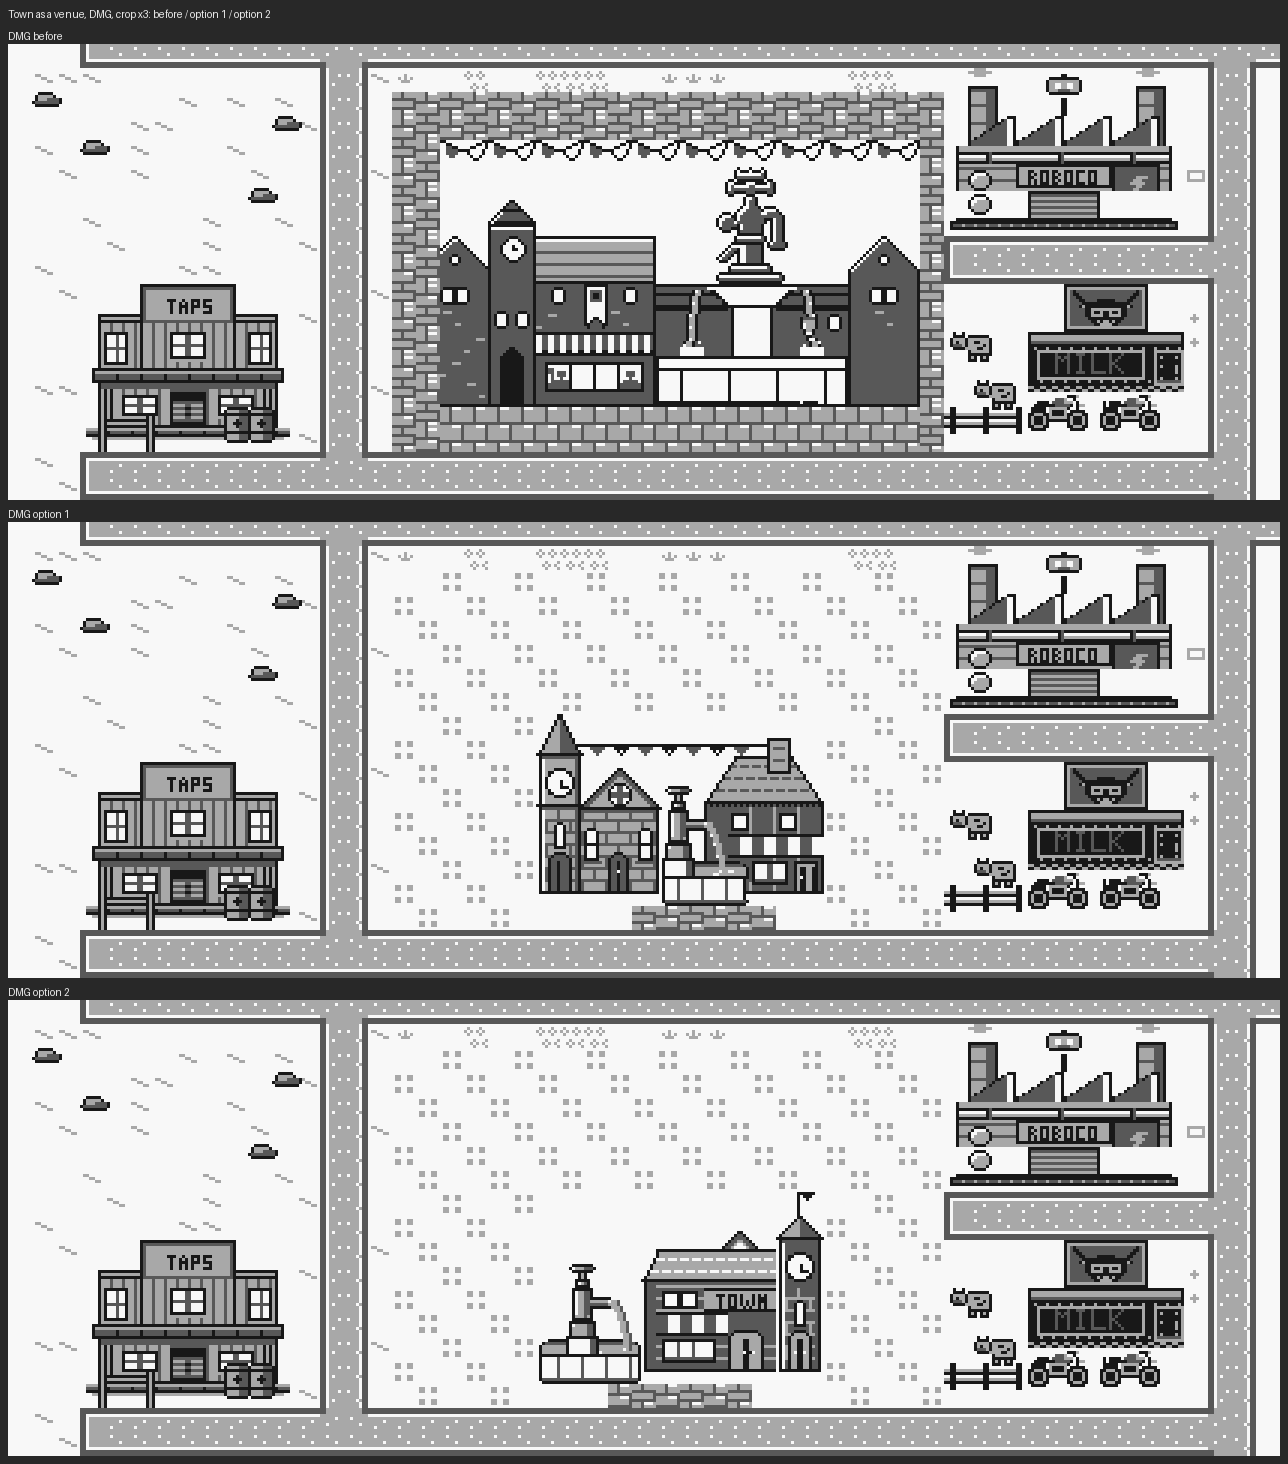 Town as a venue, DMG, crop x3: before / option 1 / option 2
DMG before
ROBOCO
TAPS
MILK
DMG option 1
ROBOCO
TAPS
MILK
DMG option 2
ROBOCO
TAPS
MILK
TOWN